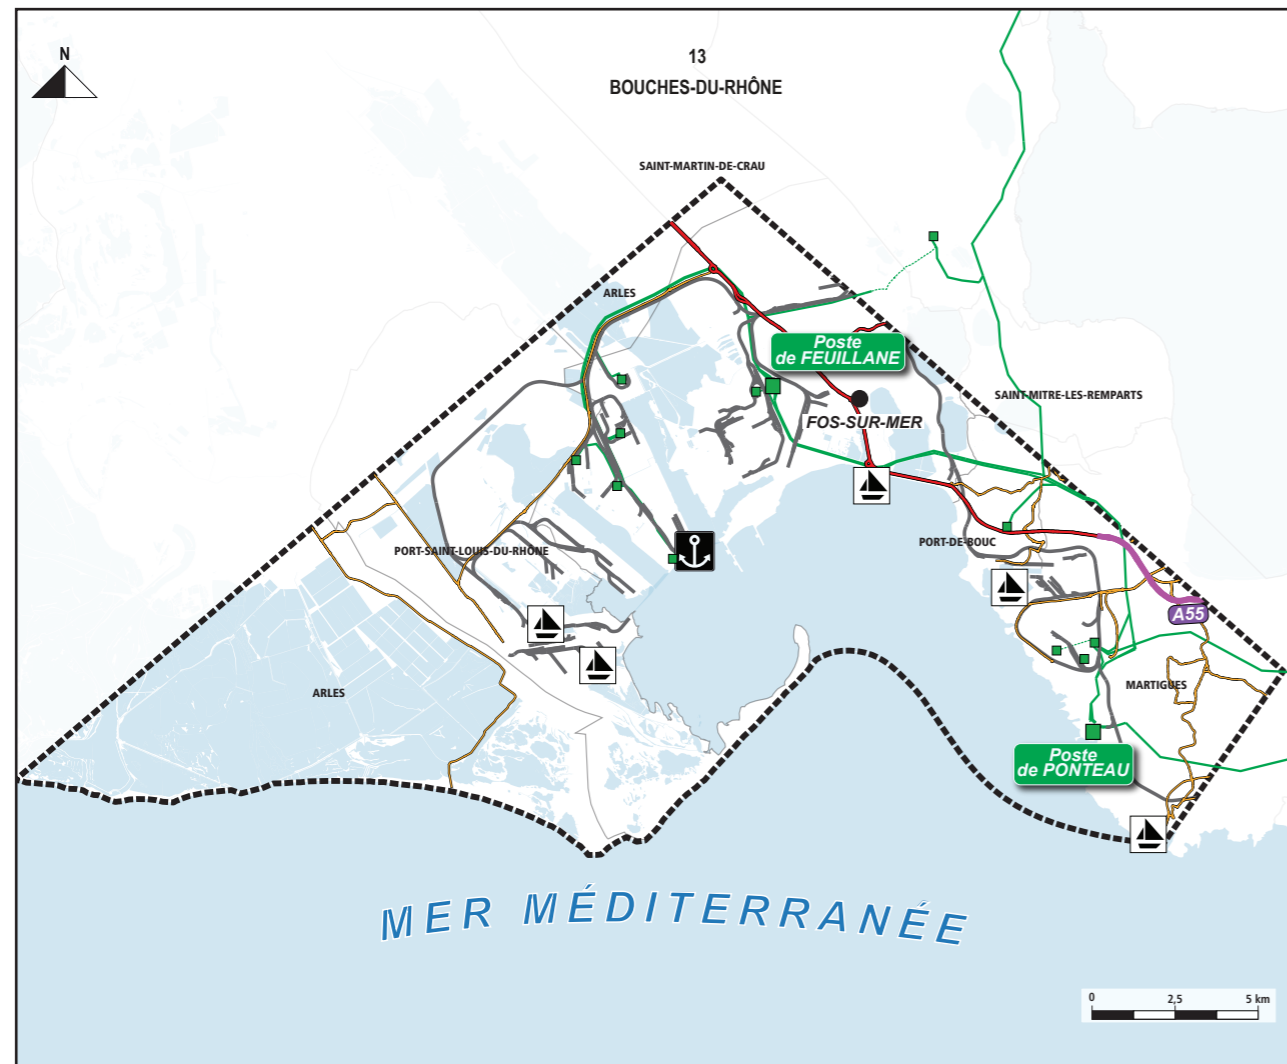 N
13
BOUCHES-DU-RHÔNE
SAINT-MARTIN-DE-CRAU
ARLES
Poste
de FEUILLANE
SAINT-MITRE-LES-REMPARTS
FOS-SUR-MER
PORT-SAINT-LOUIS-DU-RHÔNE
PORT-DE-BOUC
A55
ARLES
MARTIGUES
Poste
de PONTEAU
MER MÉDITERRANÉE
0 2,5 5 km